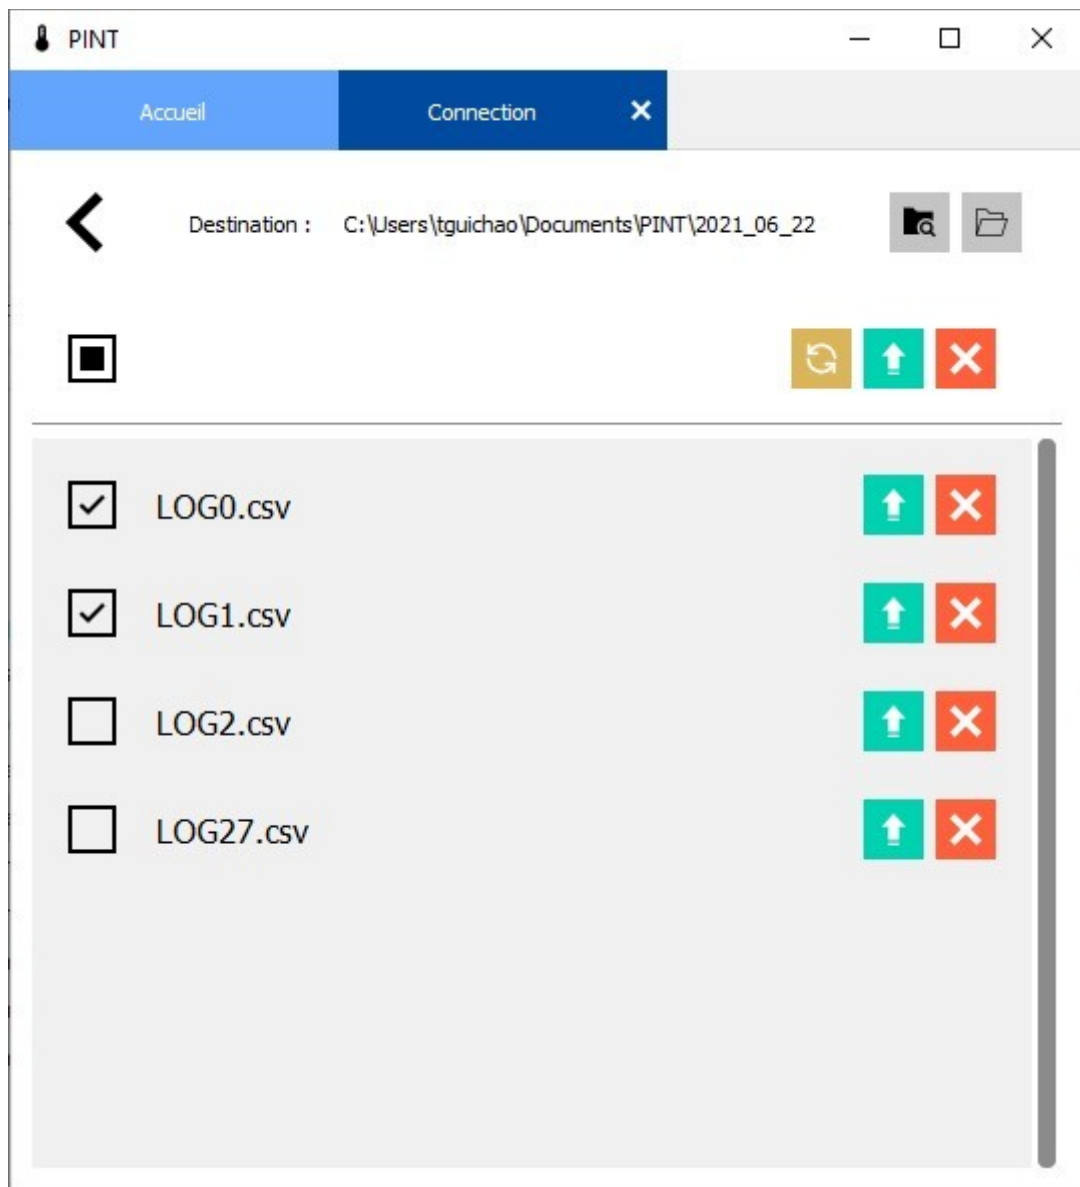 PINT
Accueil Connection
Destination : C:\Users\tguichao\Documents\PINT\2021_06_22
LOG0.csv
LOG1.csv
LOG2.csv
LOG27.csv